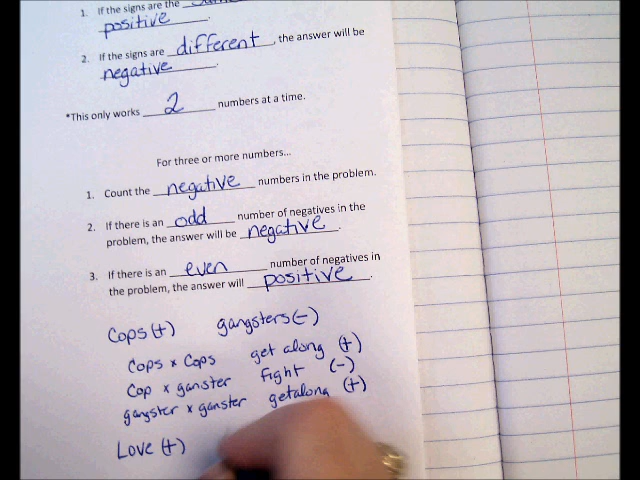 1. If the signs are the
positive.
2. If the signs are different, the answer will be
negative.
*This only works 2 numbers at a time.
For three or more numbers...
1. Count the negative numbers in the problem.
2. If there is an odd number of negatives in the
problem, the answer will be negative.
3. If there is an even number of negatives in
the problem, the answer will positive.
Cops (+) gangsters (-)
Cops x Cops get along (+)
Cop x ganster fight (-)
gangster x ganster getalong (+)
Love (+)